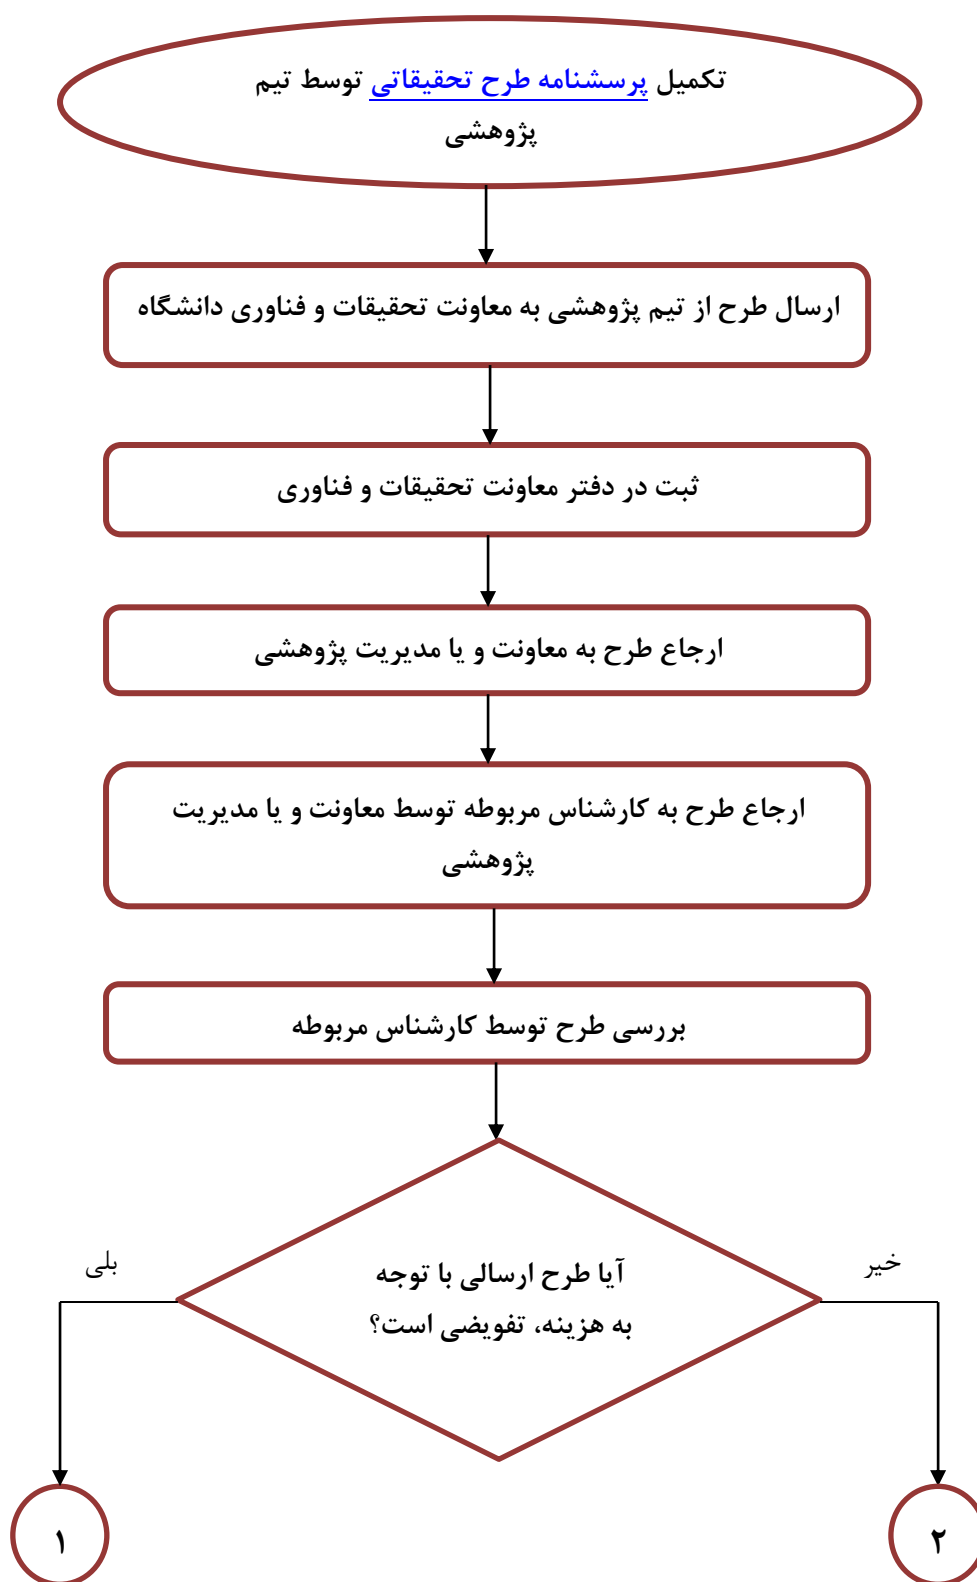 تکمیل پرسشنامه طرح تحقیقاتی توسط تیم
پژوهشی
ارسال طرح از تیم پژوهشی به معاونت تحقیقات و فناوری دانشگاه
ثبت در دفتر معاونت تحقیقات و فناوری
ارجاع طرح به معاونت و یا مدیریت پژوهشی
ارجاع طرح به کارشناس مربوطه توسط معاونت و یا مدیریت
پژوهشی
بررسی طرح توسط کارشناس مربوطه
خیر
بلی
آیا طرح ارسالی با توجه
به هزینه، تفویضی است؟
۲
۱